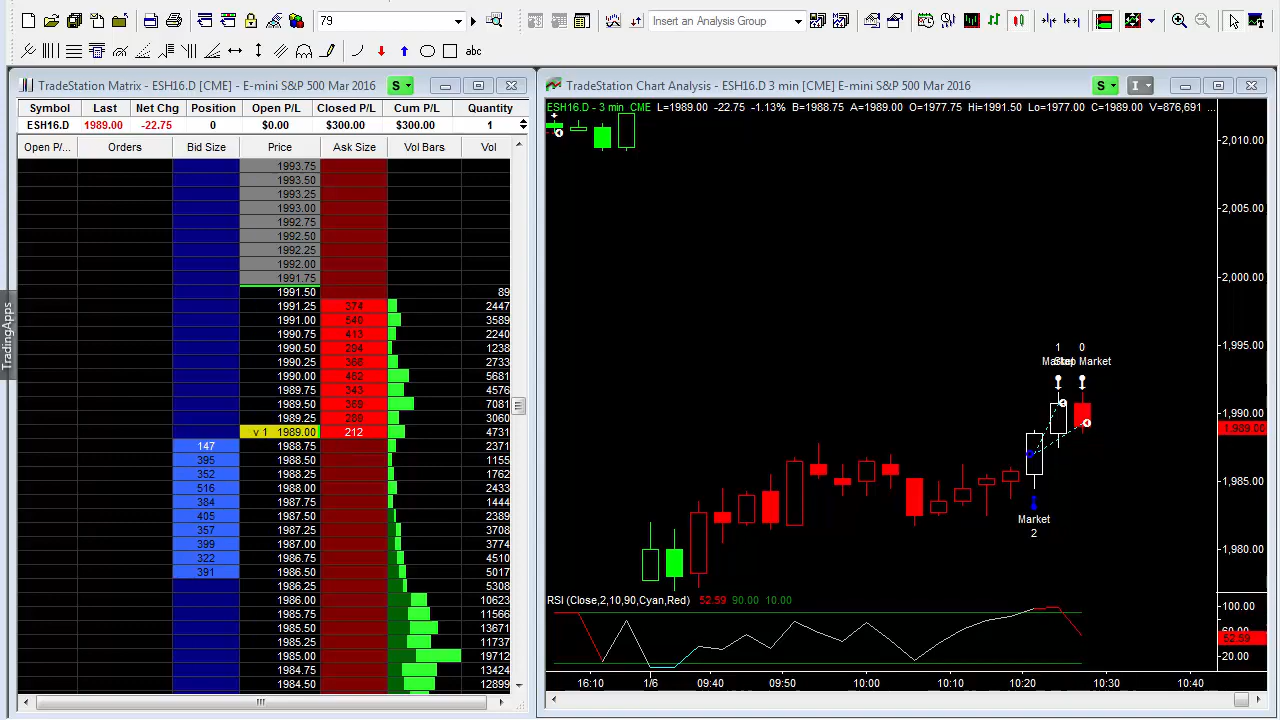 79
Insert an Analysis Group
abc
TradeStation Matrix - ESH16.D [CME] - E-mini S&P 500 Mar 2016
S
Symbol Last Net Chg Position Open P/L Closed P/L Cum P/L Quantity
ESH16.D 1989.00 -22.75 0 $0.00 $300.00 $300.00 1
Open P/... Orders Bid Size Price Ask Size Vol Bars Vol
1993.75
1993.50
1993.25
1993.00
1992.75
1992.50
1992.25
1992.00
1991.75
1991.50 89
1991.25 374 2447
1991.00 540 3589
1990.75 413 2240
1990.50 294 1238
1990.25 366 2733
1990.00 462 5681
1989.75 343 4576
1989.50 369 7081
1989.25 289 3060
v 1 1989.00 212 4731
147 1988.75 2371
395 1988.50 1155
352 1988.25 1762
516 1988.00 2433
384 1987.75 1444
405 1987.50 2389
357 1987.25 3708
399 1987.00 3774
322 1986.75 4510
391 1986.50 5017
1986.25 5308
1986.00 10623
1985.75 11566
1985.50 13671
1985.25 11737
1985.00 19712
1984.75 13424
1984.50 12899
TradingApps
TradeStation Chart Analysis - ESH16.D 3 min [CME] E-mini S&P 500 Mar 2016
S I
ESH16.D - 3 min CME L=1989.00 -22.75 -1.13% B=1988.75 A=1989.00 O=1977.75 Hi=1991.50 Lo=1977.00 C=1989.00 V=876,691 ...
2,010.00
2,005.00
2,000.00
1,995.00
1,990.00
1,989.00
1,985.00
1,980.00
1 0
Market
Stop Market
Market
2
RSI (Close,2,10,90,Cyan,Red) 52.59 90.00 10.00
100.00
52.59
20.00
16:10 1/6 09:40 09:50 10:00 10:10 10:20 10:30 10:40